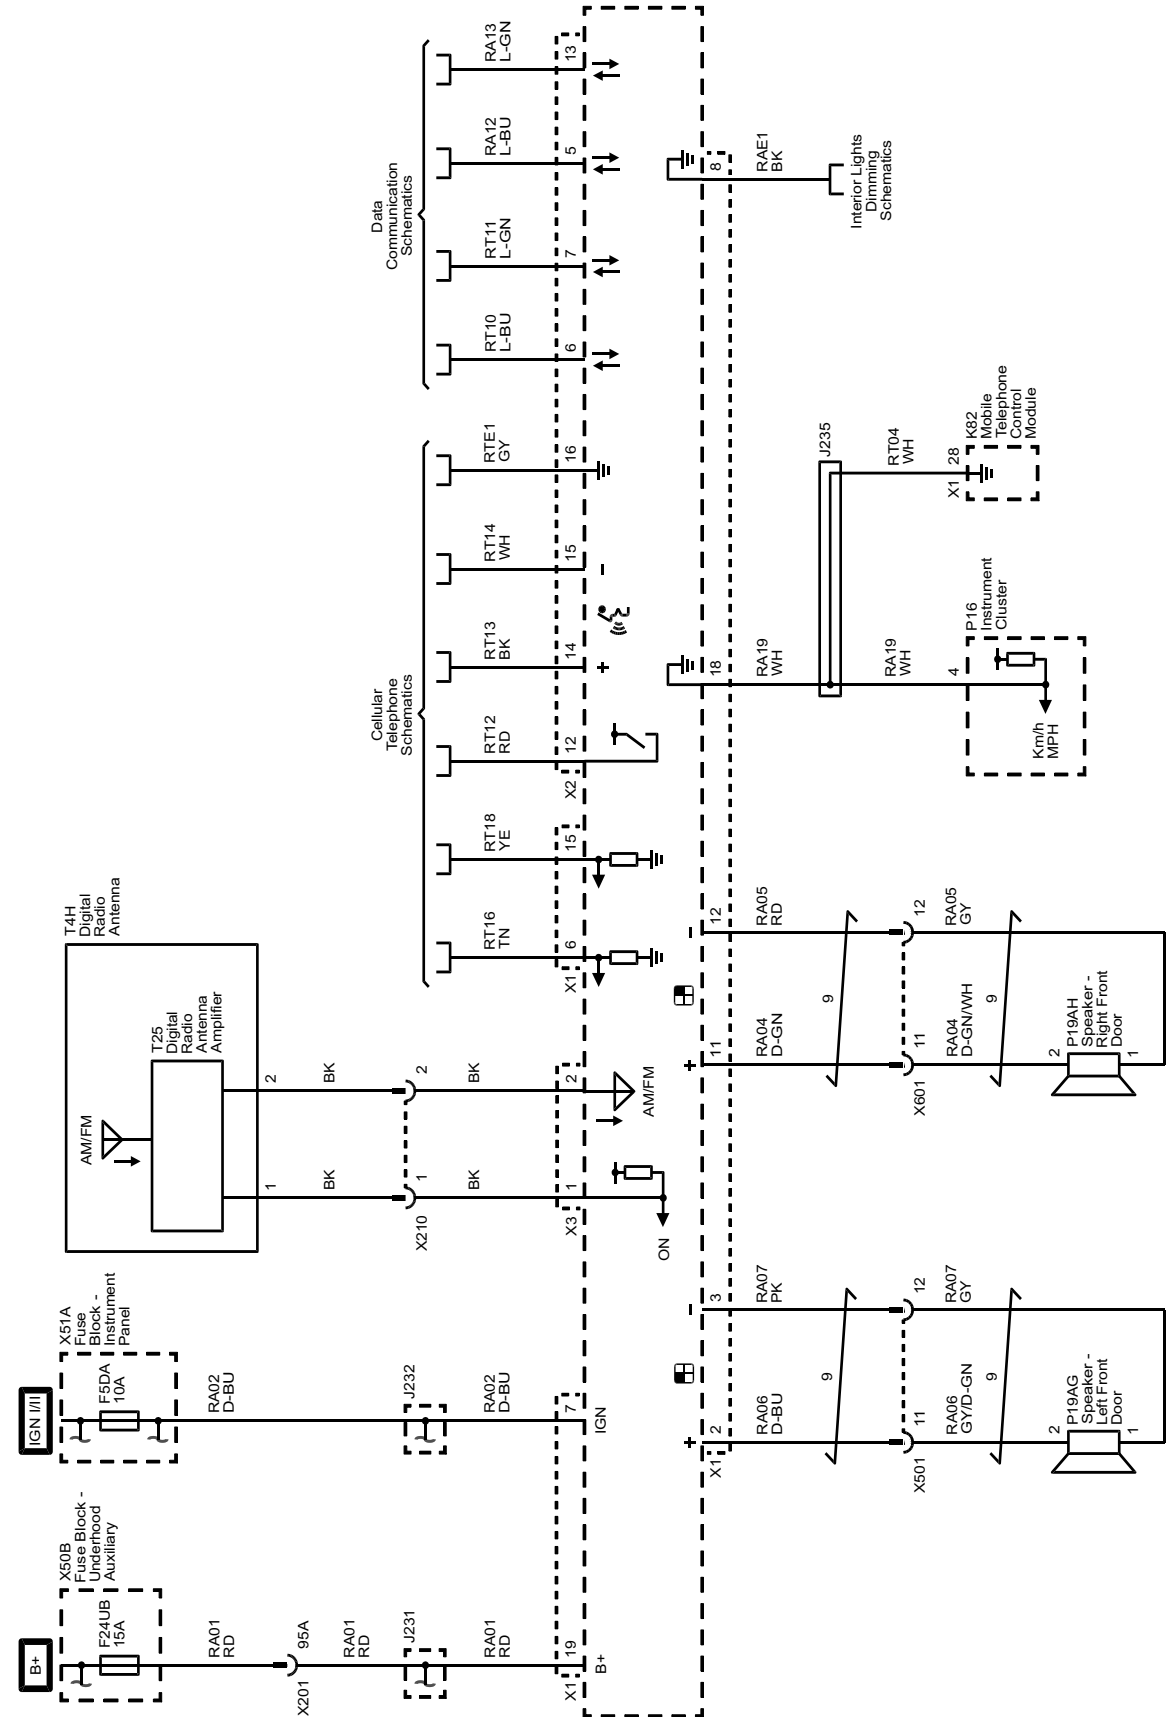 B+
X50B
Fuse Block -
Underhood
Auxiliary
F24UB
15A
RA01
RD
X201
95A
RA01
RD
J231
RA01
RD
X1
19
B+
IGN I/II
X51A
Fuse
Block -
Instrument
Panel
F5DA
10A
RA02
D-BU
J232
RA02
D-BU
7
IGN
T4H
Digital
Radio
Antenna
T25
Digital
Radio
Antenna
Amplifier
AM/FM
1
2
BK
BK
X210
1
2
BK
BK
X3
1
2
ON
AM/FM
Cellular
Telephone
Schematics
RT16
TN
RT18
YE
RT12
RD
RT13
BK
RT14
WH
RTE1
GY
X1
6
15
X2
12
14
15
16
+
-
Data
Communication
Schematics
RT10
L-BU
RT11
L-GN
RA12
L-BU
RA13
L-GN
6
7
5
13
+
-
X1
2
3
RA06
D-BU
RA07
PK
9
X501
11
12
RA06
GY/D-GN
RA07
GY
9
P19AG
Speaker -
Left Front
Door
2
1
+
-
11
12
RA04
D-GN
RA05
RD
9
X601
11
12
RA04
D-GN/WH
RA05
GY
9
P19AH
Speaker -
Right Front
Door
2
1
18
RA19
WH
J235
RA19
WH
RT04
WH
4
P16
Instrument
Cluster
Km/h
MPH
X1
28
K82
Mobile
Telephone
Control
Module
8
RAE1
BK
Interior Lights
Dimming
Schematics